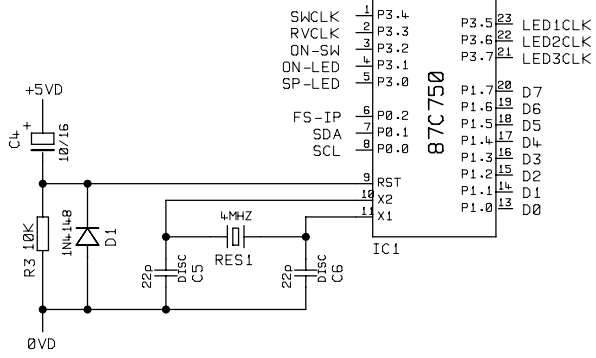 SWCLK 1 P3.4
RVCLK 2 P3.3
ON-SW 3 P3.2
ON-LED 4 P3.1
SP-LED 5 P3.0
FS-IP 6 P0.2
SDA 7 P0.1
SCL 8 P0.0
9 RST
10 X2
11 X1
87C750
P3.5 23 LED1CLK
P3.6 22 LED2CLK
P3.7 21 LED3CLK
P1.7 20 D7
P1.6 19 D6
P1.5 18 D5
P1.4 17 D4
P1.3 16 D3
P1.2 15 D2
P1.1 14 D1
P1.0 13 D0
IC1
+5VD
+
C4
10/16
R3 10K
1N4148
D1
4MHZ
RES1
22p
DISC
C5
22p
DISC
C6
0VD